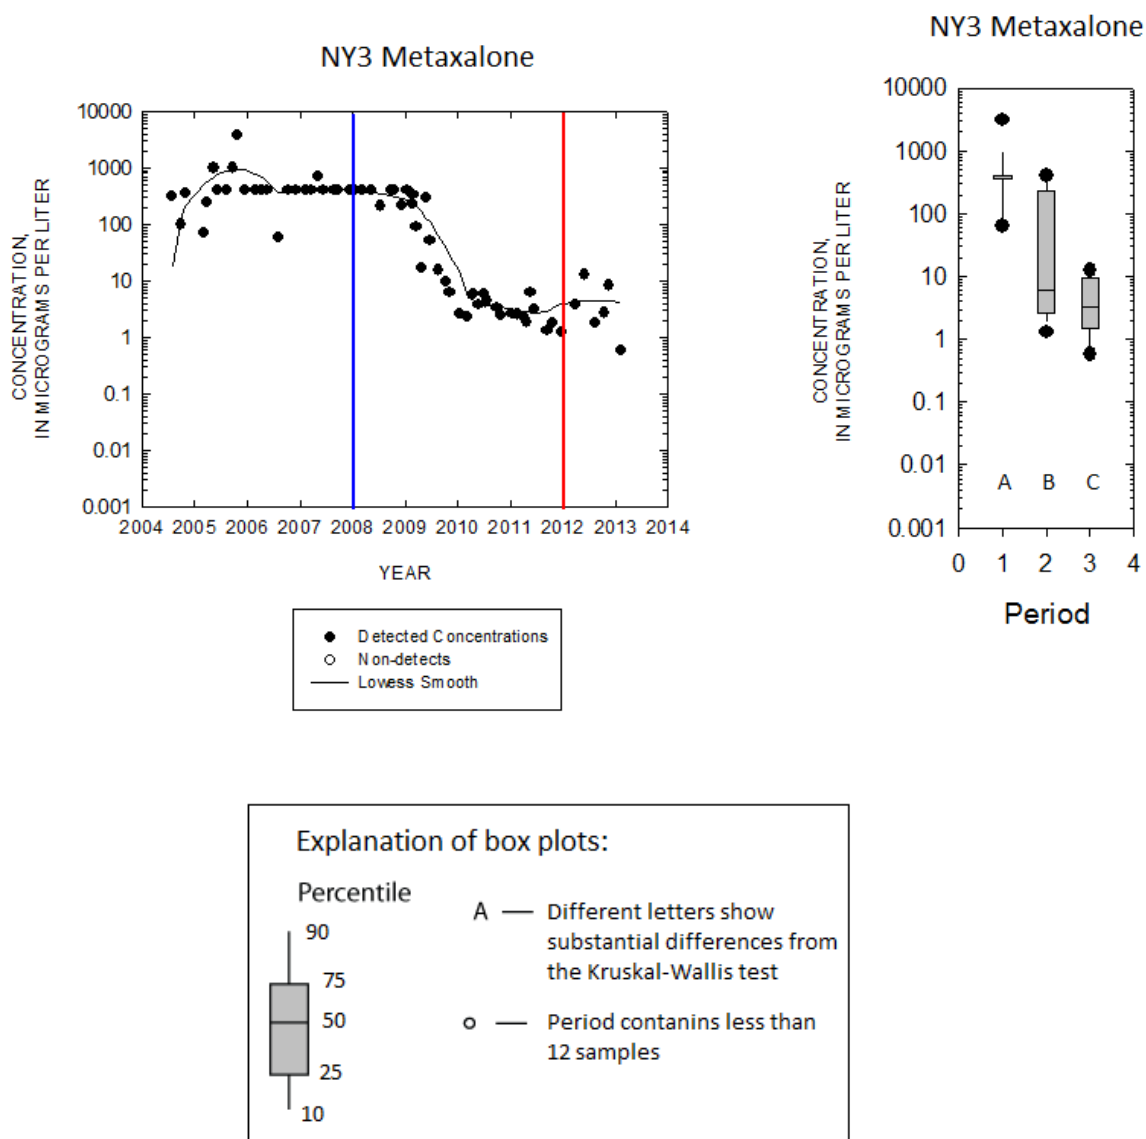 NY3 Metaxalone
CONCENTRATION,
IN MICROGRAMS PER LITER
10000
1000
100
10
1
0.1
0.01
0.001
2004 2005 2006 2007 2008 2009 2010 2011 2012 2013 2014
YEAR
Detected Concentrations
Non-detects
Lowess Smooth
NY3 Metaxalone
CONCENTRATION,
IN MICROGRAMS PER LITER
10000
1000
100
10
1
0.1
0.01
0.001
A B C
0 1 2 3 4
Period
Explanation of box plots:
Percentile
90
75
50
25
10
A — Different letters show
substantial differences from
the Kruskal-Wallis test
Period contanins less than
12 samples